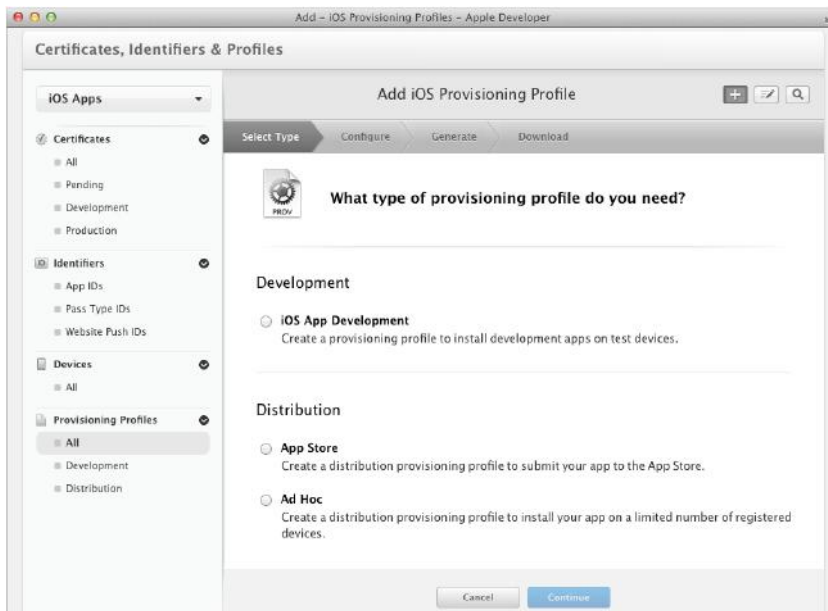 Add – iOS Provisioning Profiles – Apple Developer
Certificates, Identifiers & Profiles
iOS Apps
Certificates
All
Pending
Development
Production
Identifiers
App IDs
Pass Type IDs
Website Push IDs
Devices
All
Provisioning Profiles
All
Development
Distribution
Add iOS Provisioning Profile
Select Type
Configure
Generate
Download
PROV
What type of provisioning profile do you need?
Development
iOS App Development
Create a provisioning profile to install development apps on test devices.
Distribution
App Store
Create a distribution provisioning profile to submit your app to the App Store.
Ad Hoc
Create a distribution provisioning profile to install your app on a limited number of registered
devices.
Cancel
Continue